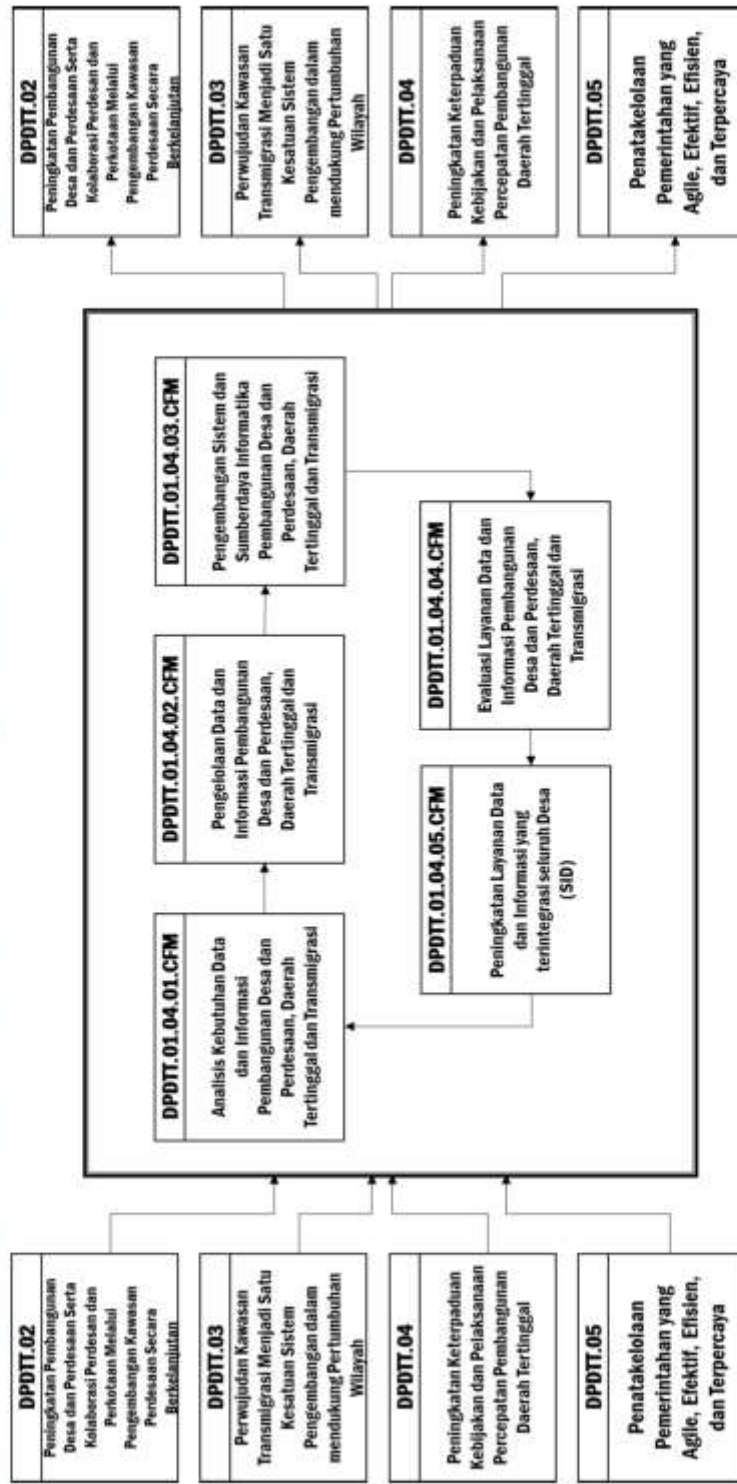 DPDTT.02
Peningkatan Pembangunan
Desa dan Perdesaan Serta
Kolaborasi Perdesan dan
Perkotaan Melalui
Pengembangan Kawasan
Perdesaan Secara
Berkelanjutan
DPDTT.03
Perwujudan Kawasan
Transmigrasi Menjadi Satu
Kesatuan Sistem
Pengembangan dalam
mendukung Pertumbuhan
Wilayah
DPDTT.04
Peningkatan Keterpaduan
Kebijakan dan Pelaksanaan
Percepatan Pembangunan
Daerah Tertinggal
DPDTT.05
Penatakelolaan
Pemerintahan yang
Agile, Efektif, Efisien,
dan Terpercaya
DPDTT.01.04.01.CFM
Analisis Kebutuhan Data
dan Informasi
Pembangunan Desa dan
Perdesaan, Daerah
Tertinggal dan Transmigrasi
DPDTT.01.04.02.CFM
Pengelolaan Data dan
Informasi Pembangunan
Desa dan Perdesaan,
Daerah Tertinggal dan
Transmigrasi
DPDTT.01.04.03.CFM
Pengembangan Sistem dan
Sumberdaya Informatika
Pembangunan Desa dan
Perdesaan, Daerah
Tertinggal dan Transmigrasi
DPDTT.01.04.05.CFM
Peningkatan Layanan Data
dan Informasi yang
terintegrasi seluruh Desa
(SID)
DPDTT.01.04.04.CFM
Evaluasi Layanan Data dan
Informasi Pembangunan
Desa dan Perdesaan,
Daerah Tertinggal dan
Transmigrasi
DPDTT.02
Peningkatan Pembangunan
Desa dan Perdesaan Serta
Kolaborasi Perdesan dan
Perkotaan Melalui
Pengembangan Kawasan
Perdesaan Secara
Berkelanjutan
DPDTT.03
Perwujudan Kawasan
Transmigrasi Menjadi Satu
Kesatuan Sistem
Pengembangan dalam
mendukung Pertumbuhan
Wilayah
DPDTT.04
Peningkatan Keterpaduan
Kebijakan dan Pelaksanaan
Percepatan Pembangunan
Daerah Tertinggal
DPDTT.05
Penatakelolaan
Pemerintahan yang
Agile, Efektif, Efisien,
dan Terpercaya